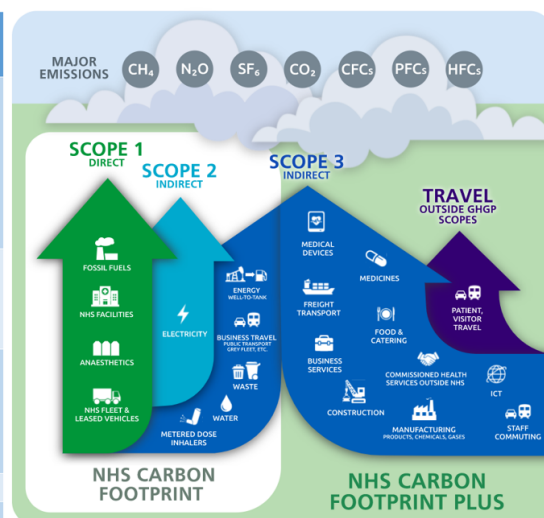 MAJOR
EMISSIONS
CH₄
N₂O
SF₆
CO₂
CFCs
PFCs
HFCs
SCOPE 1
DIRECT
SCOPE 2
INDIRECT
SCOPE 3
INDIRECT
TRAVEL
OUTSIDE GHGP
SCOPES
FOSSIL FUELS
NHS FACILITIES
ANAESTHETICS
NHS FLEET &
LEASED VEHICLES
ELECTRICITY
ENERGY
WELL-TO-TANK
BUSINESS TRAVEL
PUBLIC TRANSPORT
GREY FLEET, ETC.
WASTE
WATER
METERED DOSE
INHALERS
MEDICAL
DEVICES
FREIGHT
TRANSPORT
BUSINESS
SERVICES
CONSTRUCTION
MEDICINES
FOOD &
CATERING
COMMISSIONED HEALTH
SERVICES OUTSIDE NHS
MANUFACTURING
PRODUCTS, CHEMICALS, GASES
PATIENT,
VISITOR
TRAVEL
ICT
STAFF
COMMUTING
NHS CARBON
FOOTPRINT
NHS CARBON
FOOTPRINT PLUS